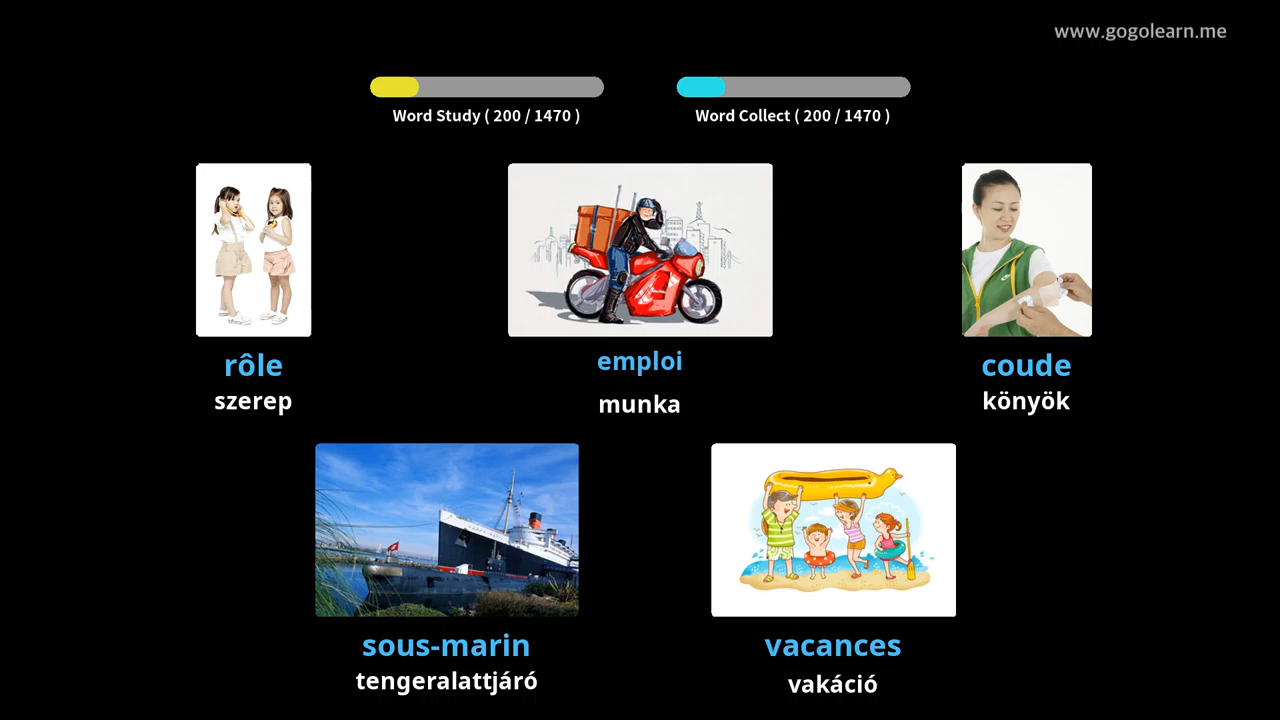 www.gogolearn.me
Word Study ( 200 / 1470 )
Word Collect ( 200 / 1470 )
rôle
szerep
emploi
munka
coude
könyök
sous-marin
tengeralattjáró
vacances
vakáció